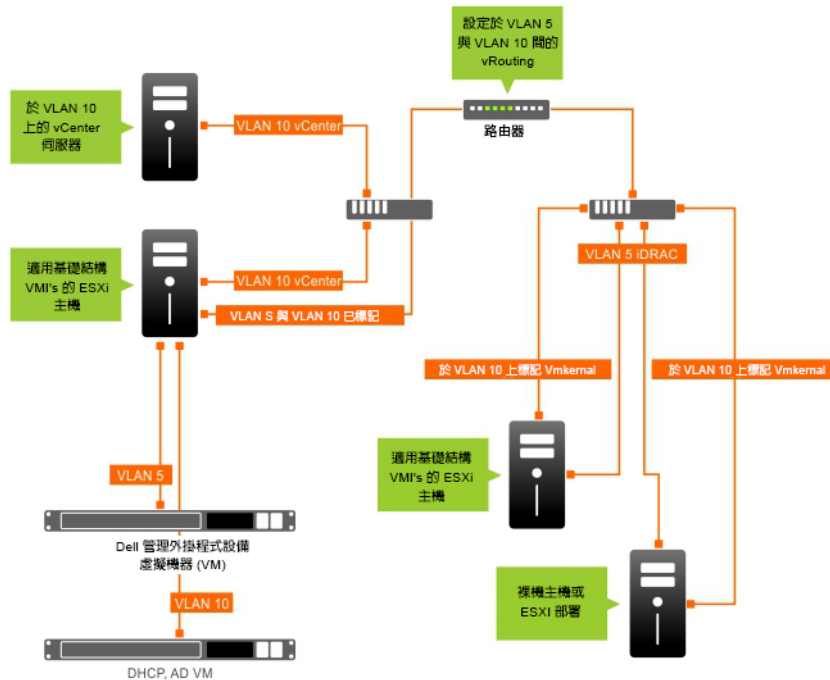 設定於 VLAN 5
與 VLAN 10 間的
vRouting
路由器
於 VLAN 10
上的 vCenter
伺服器
VLAN 10 vCenter
適用基礎結構
VMI's 的 ESXi
主機
VLAN 10 vCenter
VLAN S 與 VLAN 10 已標記
VLAN 5 iDRAC
於 VLAN 10 上標記 Vmkernal
於 VLAN 10 上標記 Vmkernal
適用基礎結構
VMI's 的 ESXi
主機
VLAN 5
Dell 管理外掛程式設備
虛擬機器 (VM)
裸機主機或
ESXI 部署
VLAN 10
DHCP, AD VM